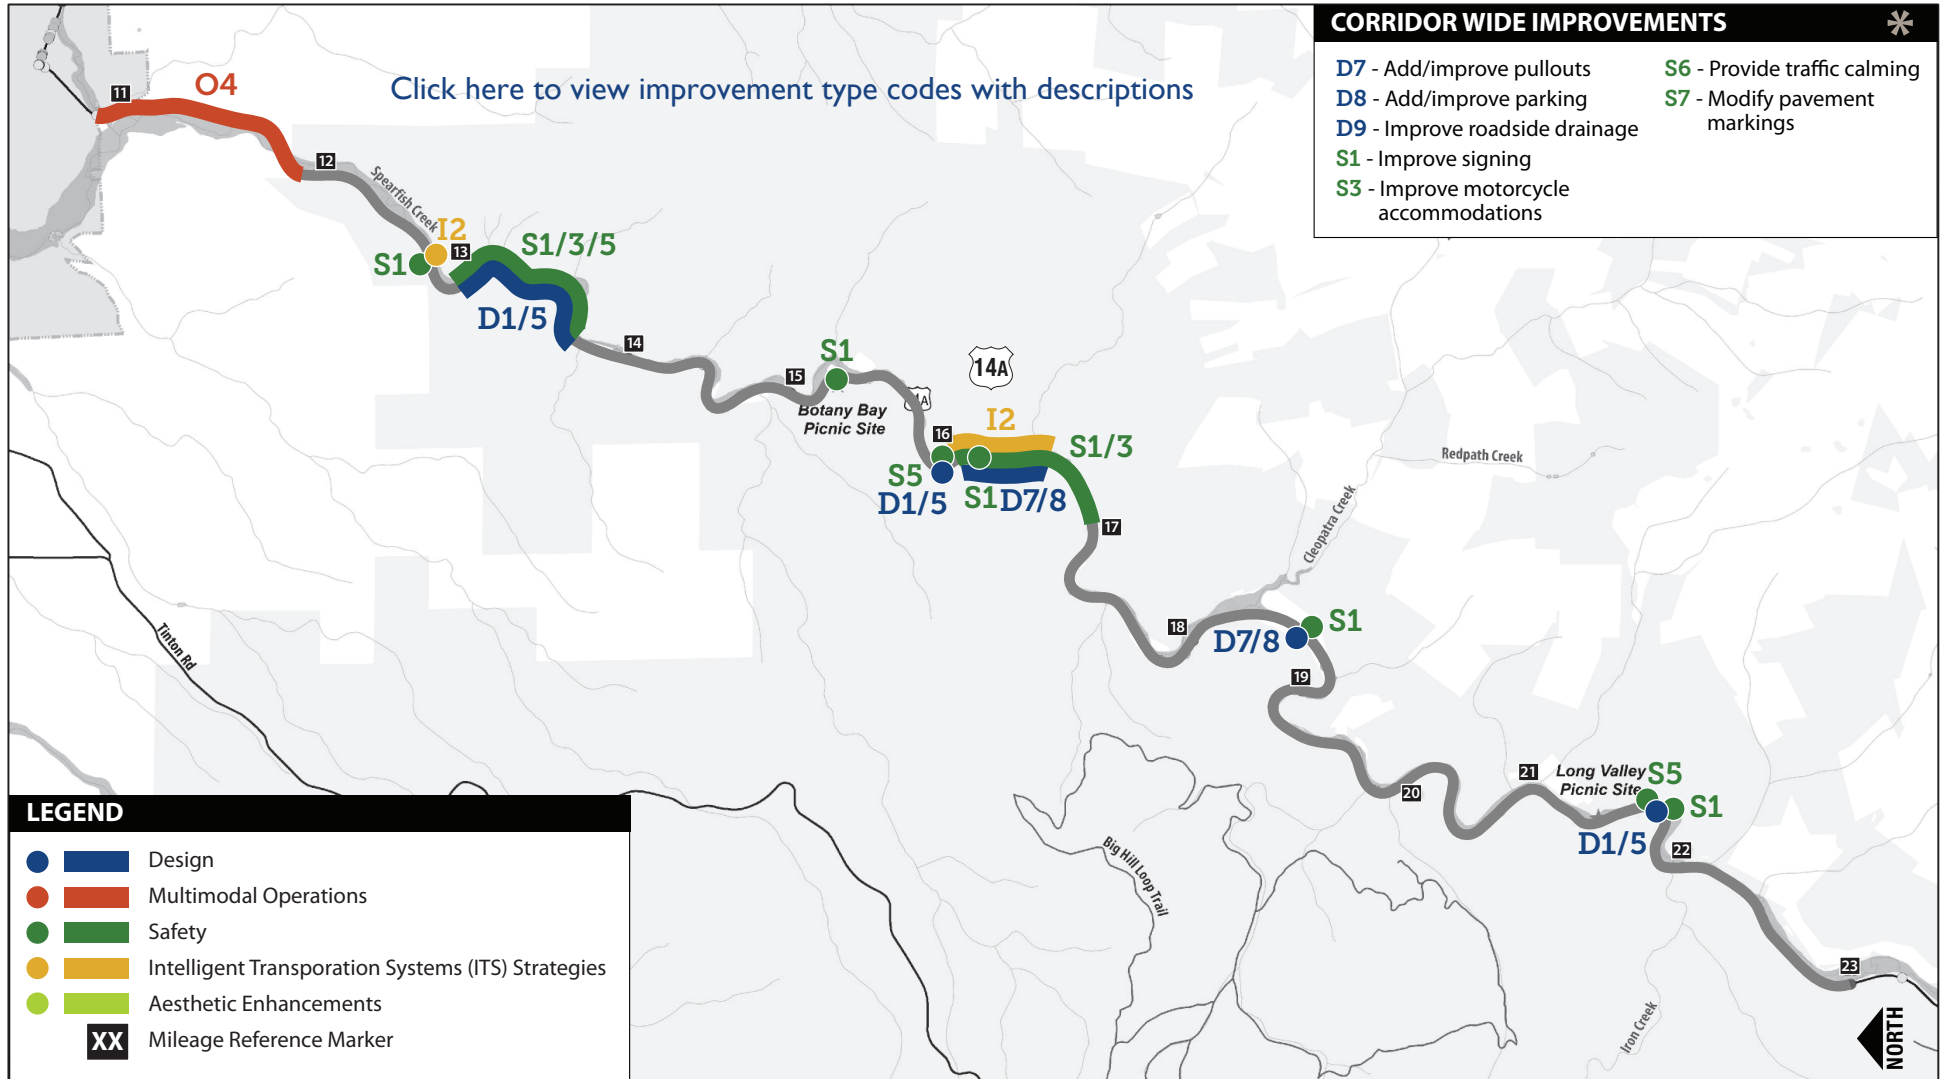 CORRIDOR WIDE IMPROVEMENTS
D7 - Add/improve pullouts
D8 - Add/improve parking
D9 - Improve roadside drainage
S1 - Improve signing
S3 - Improve motorcycle
accommodations
S6 - Provide traffic calming
S7 - Modify pavement
markings
Click here to view improvement type codes with descriptions
11
O4
12
Spearfish Creek
I2
13
S1
S1/3/5
D1/5
14
15
S1
Botany Bay
Picnic Site
14A
16
I2
S1/3
S5
D1/5
S1
D7/8
17
Redpath Creek
Cleopatra Creek
18
D7/8
S1
19
20
21
Long Valley
Picnic Site
S5
S1
D1/5
22
23
Tinton Rd
Big Hill Loop Trail
Iron Creek
NORTH
LEGEND
Design
Multimodal Operations
Safety
Intelligent Transporation Systems (ITS) Strategies
Aesthetic Enhancements
XX Mileage Reference Marker